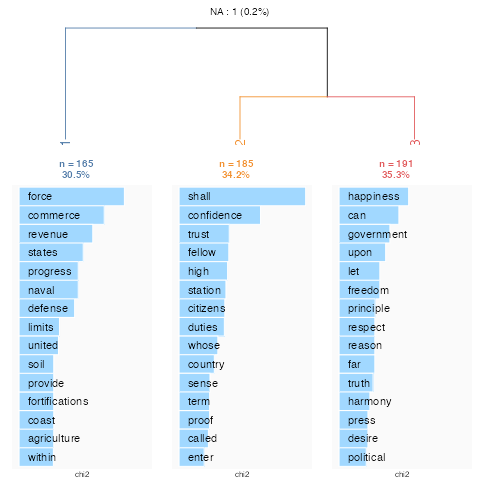 NA : 1 (0.2%)
1
2
3
n = 165
30.5%
n = 185
34.2%
n = 191
35.3%
force
commerce
revenue
states
progress
naval
defense
limits
united
soil
provide
fortifications
coast
agriculture
within
chi2
shall
confidence
trust
fellow
high
station
citizens
duties
whose
country
sense
term
proof
called
enter
chi2
happiness
can
government
upon
let
freedom
principle
respect
reason
far
truth
harmony
press
desire
political
chi2